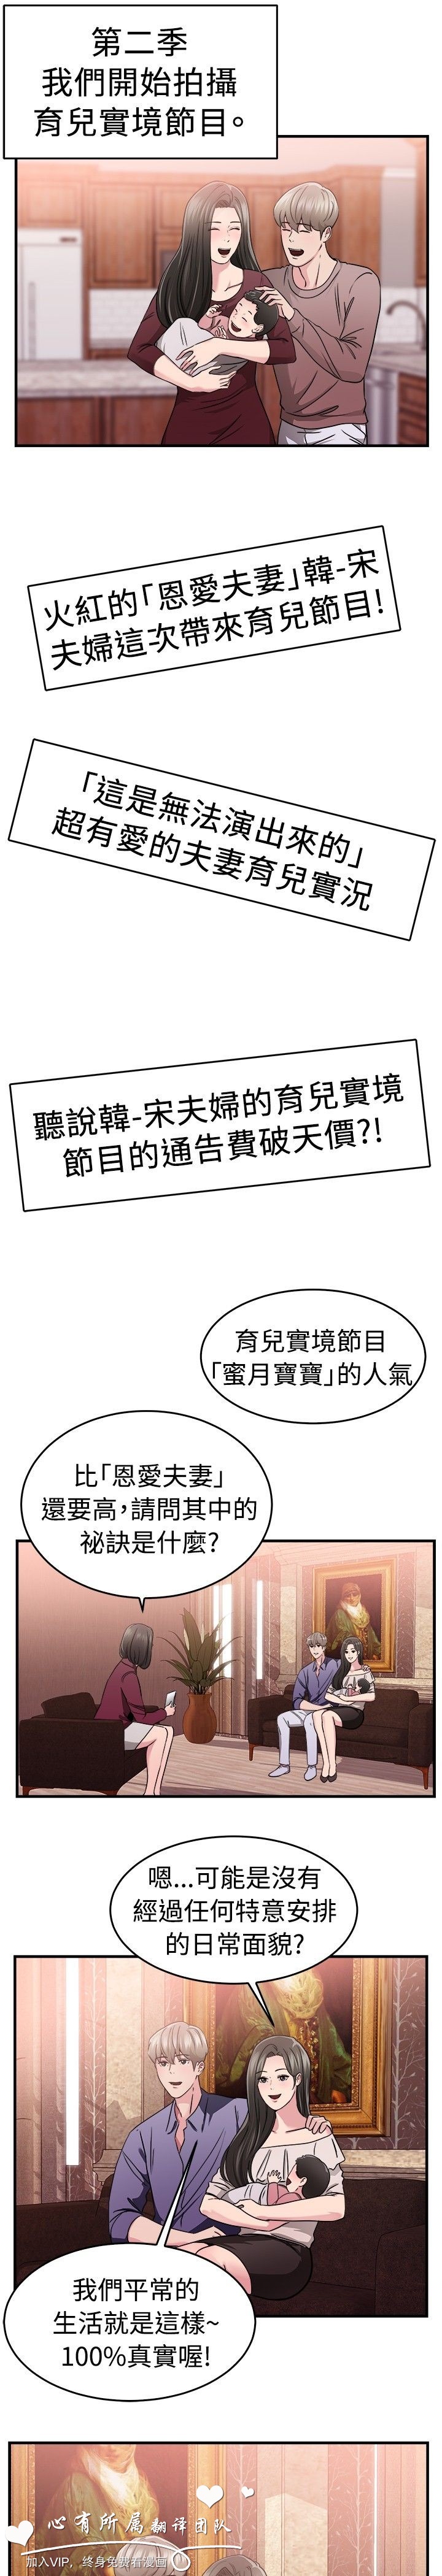 第二季
我們開始拍攝
育兒實境節目。
火紅的「恩愛夫妻」韓-宋
夫婦這次帶來育兒節目!
「這是無法演出來的」
超有愛的夫妻育兒實況
聽說韓-宋夫婦的育兒實境
節目的通告費破天價?!
育兒實境節目
「蜜月寶寶」的人氣
比「恩愛夫妻」
還要高,請問其中的
祕訣是什麼?
嗯...可能是沒有
經過任何特意安排
的日常面貌?
我們平常的
生活就是這樣~
100%真實喔!
心有所属翻译团队
加入VIP, 终身免费看漫画